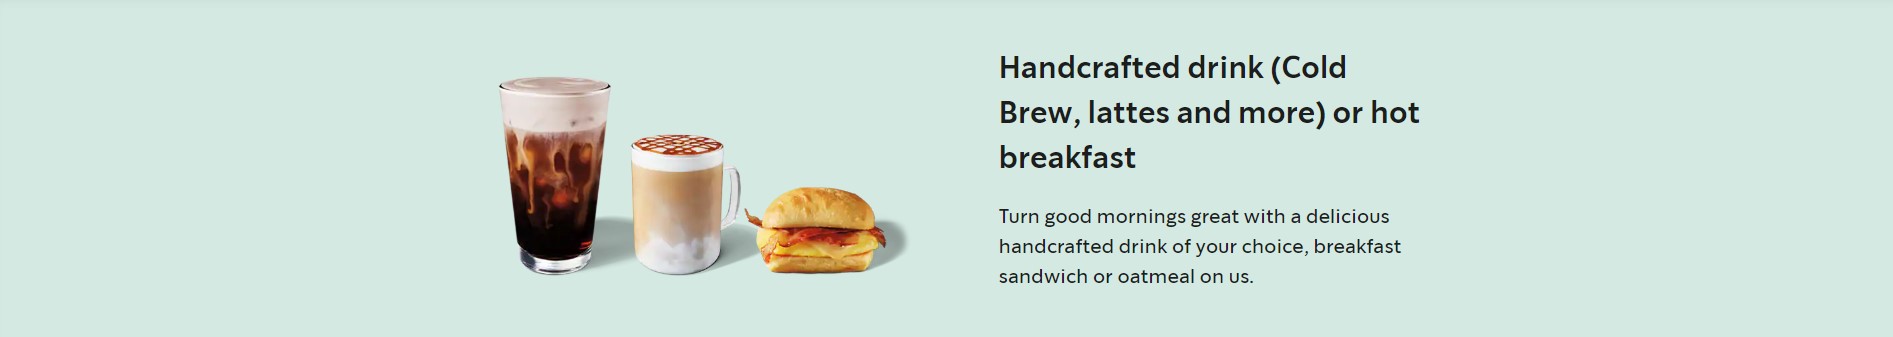 Handcrafted drink (Cold
Brew, lattes and more) or hot
breakfast
Turn good mornings great with a delicious
handcrafted drink of your choice, breakfast
sandwich or oatmeal on us.